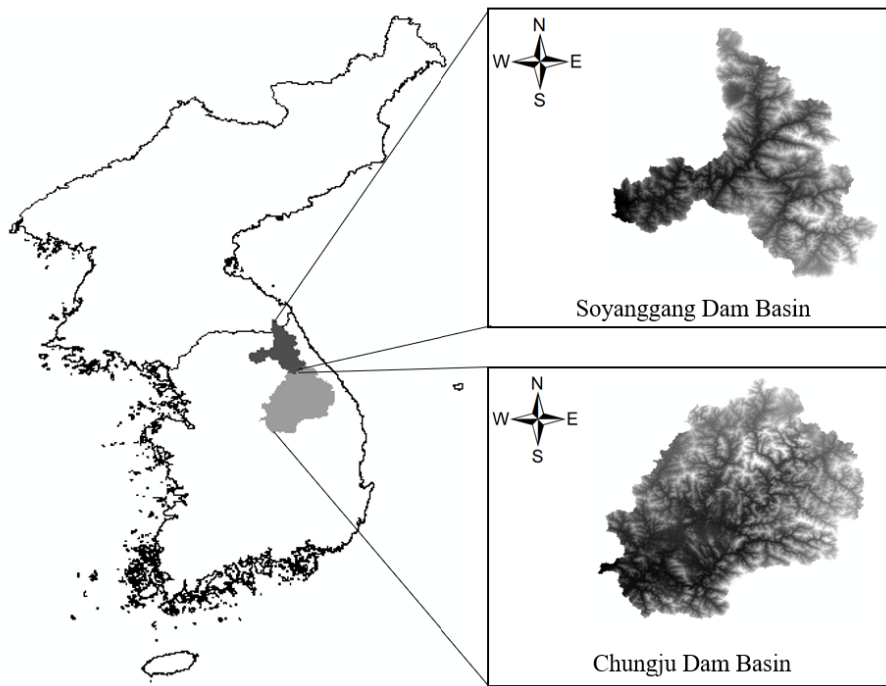 N
W E
S
Soyanggang Dam Basin
N
W E
S
Chungju Dam Basin